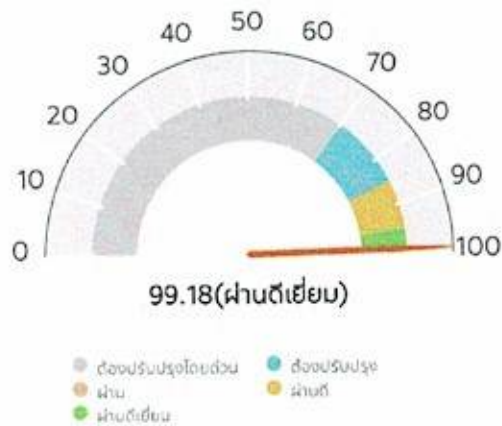 50
40
60
30
70
20
80
10
90
0
100
99.18(ผ่านดีเยี่ยม)
ต้องปรับปรุงโดยด่วน
ต้องปรับปรุง
ผ่าน
ผ่านดี
ผ่านดีเยี่ยม